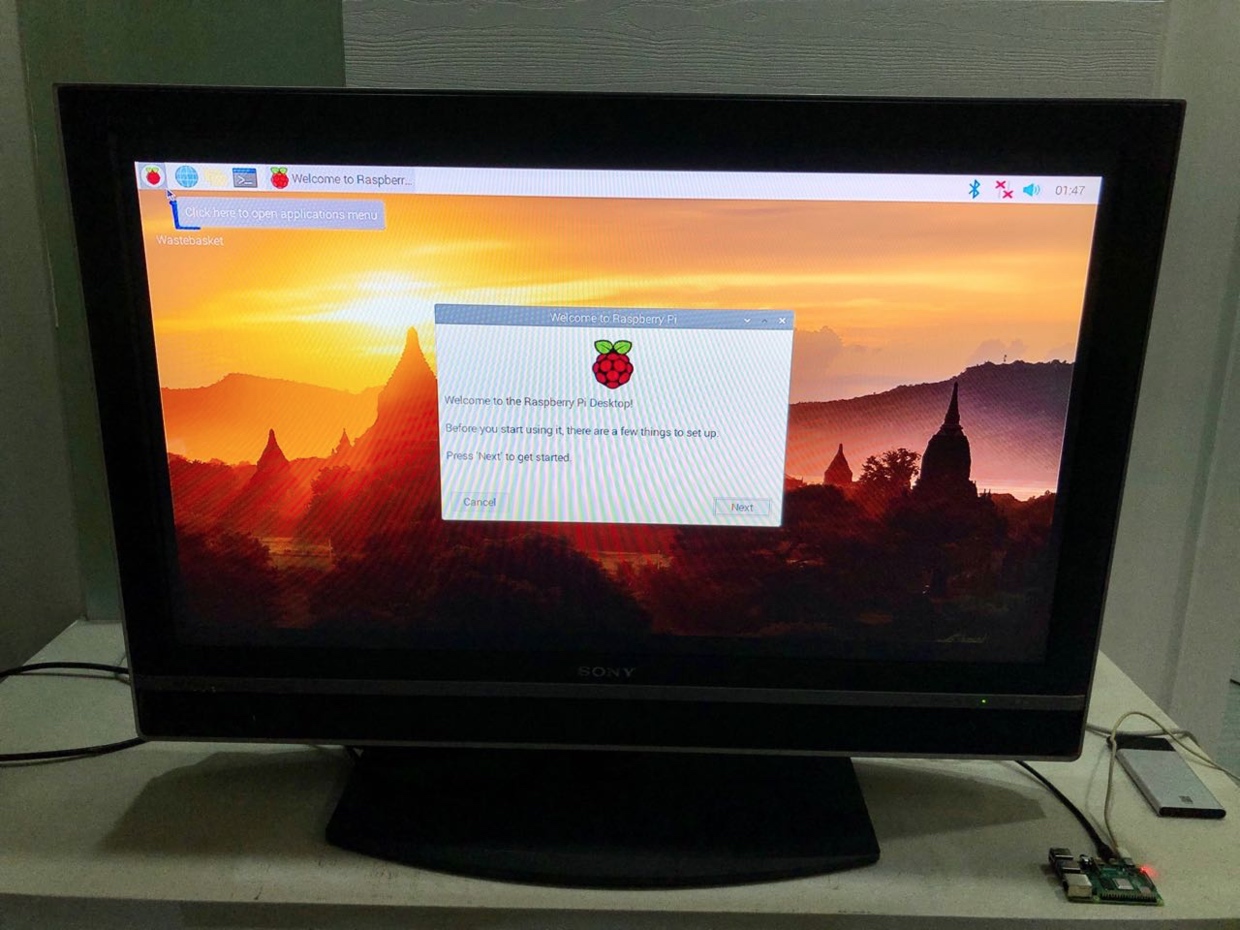 Welcome to Raspberr...
01:47
Click here to open applications menu
Wastebasket
Welcome to Raspberry Pi
Welcome to the Raspberry Pi Desktop!
Before you start using it, there are a few things to set up.
Press 'Next' to get started.
Cancel
Next
SONY